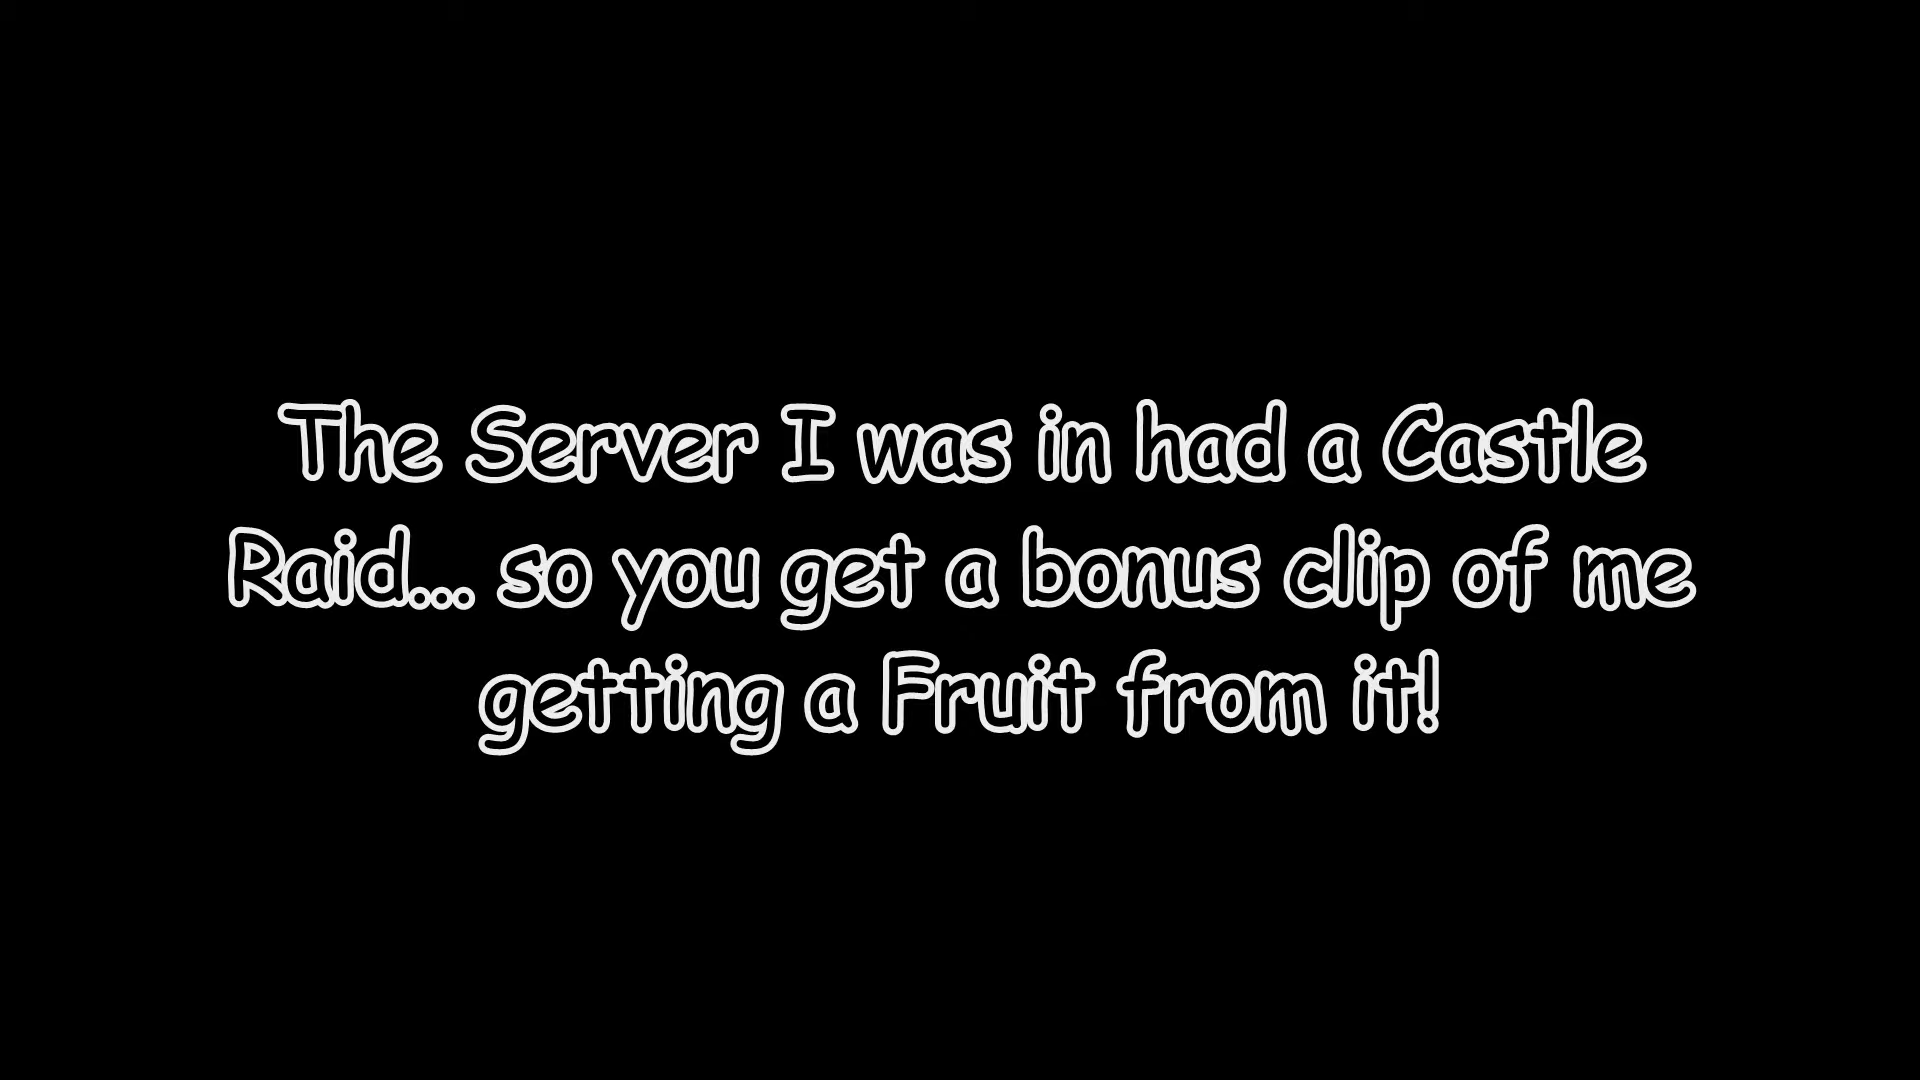 The Server I was in had a Castle
Raid... so you get a bonus clip of me
getting a Fruit from it!